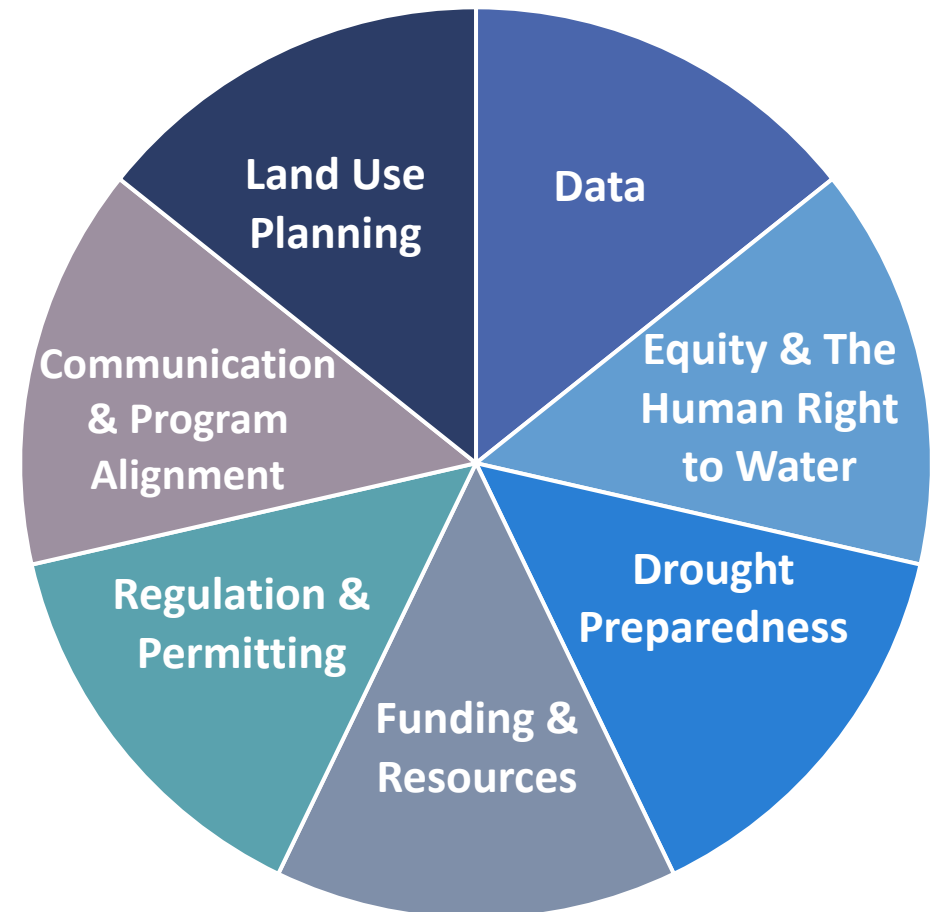 Land Use
Planning
Data
Equity & The
Human Right
to Water
Drought
Preparedness
Funding &
Resources
Regulation &
Permitting
Communication
& Program
Alignment